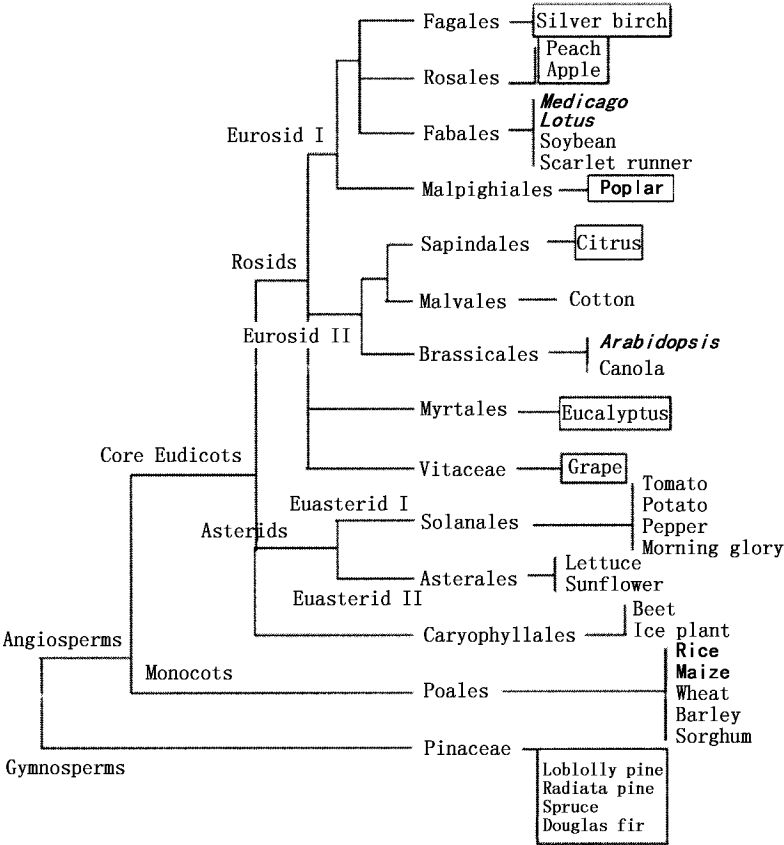 Fagales
Silver birch
Rosales
Peach
Apple
Eurosid I
Fabales
Medicago
Lotus
Soybean
Scarlet runner
Malpighiales
Poplar
Rosids
Sapindales
Citrus
Malvales
Cotton
Eurosid II
Brassicales
Arabidopsis
Canola
Myrtales
Eucalyptus
Core Eudicots
Vitaceae
Grape
Euasterid I
Asterids
Solanales
Tomato
Potato
Pepper
Morning glory
Euasterid II
Asterales
Lettuce
Sunflower
Caryophyllales
Beet
Ice plant
Angiosperms
Monocots
Poales
Rice
Maize
Wheat
Barley
Sorghum
Gymnosperms
Pinaceae
Loblolly pine
Radiata pine
Spruce
Douglas fir